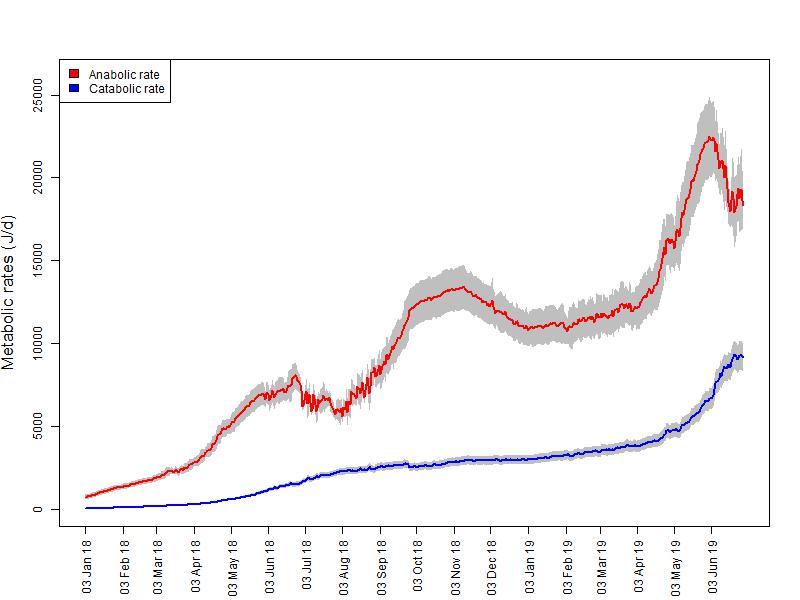 Anabolic rate
Catabolic rate
Metabolic rates (J/d)
25000
20000
15000
10000
5000
0
03 Jan 18
03 Feb 18
03 Mar 18
03 Apr 18
03 May 18
03 Jun 18
03 Jul 18
03 Aug 18
03 Sep 18
03 Oct 18
03 Nov 18
03 Dec 18
03 Jan 19
03 Feb 19
03 Mar 19
03 Apr 19
03 May 19
03 Jun 19